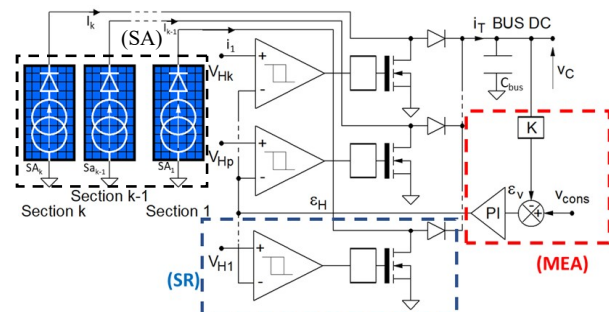 I_k
(SA)
I_k-1
i_1
i_T BUS DC
V_Hk
C_bus
v_C
K
V_Hp
SA_k
Sa_k-1
SA_1
Section k
Section k-1
Section 1
ε_H
PI
ε_v
v_cons
(MEA)
(SR)
V_H1